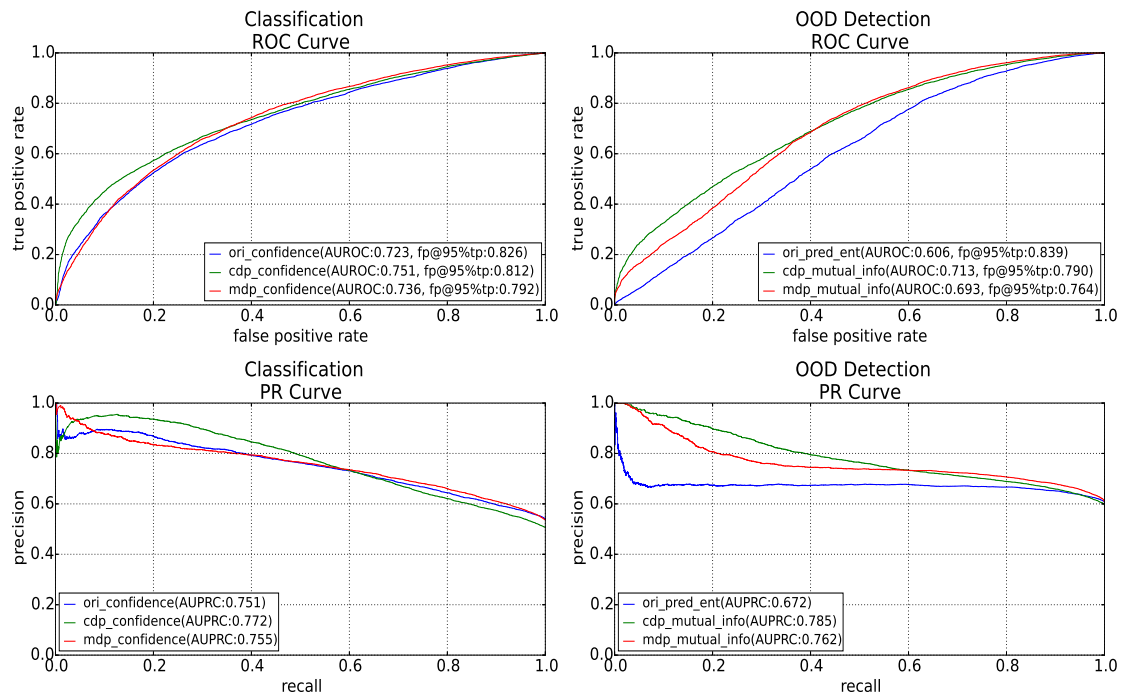 Classification
ROC Curve
1.0
0.8
0.6
0.4
0.2
0.0
true positive rate
ori_confidence(AUROC:0.723, fp@95%tp:0.826)
cdp_confidence(AUROC:0.751, fp@95%tp:0.812)
mdp_confidence(AUROC:0.736, fp@95%tp:0.792)
0.0 0.2 0.4 0.6 0.8 1.0
false positive rate
OOD Detection
ROC Curve
1.0
0.8
0.6
0.4
0.2
0.0
true positive rate
ori_pred_ent(AUROC:0.606, fp@95%tp:0.839)
cdp_mutual_info(AUROC:0.713, fp@95%tp:0.790)
mdp_mutual_info(AUROC:0.693, fp@95%tp:0.764)
0.0 0.2 0.4 0.6 0.8 1.0
false positive rate
Classification
PR Curve
1.0
0.8
0.6
0.4
0.2
0.0
precision
ori_confidence(AUPRC:0.751)
cdp_confidence(AUPRC:0.772)
mdp_confidence(AUPRC:0.755)
0.0 0.2 0.4 0.6 0.8 1.0
recall
OOD Detection
PR Curve
1.0
0.8
0.6
0.4
0.2
0.0
precision
ori_pred_ent(AUPRC:0.672)
cdp_mutual_info(AUPRC:0.785)
mdp_mutual_info(AUPRC:0.762)
0.0 0.2 0.4 0.6 0.8 1.0
recall